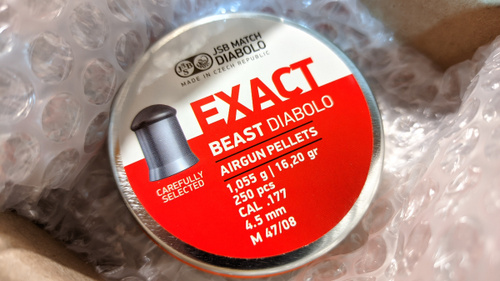 JSB MATCH
DIABOLO
MADE IN CZECH REPUBLIC
EXACT
BEAST DIABOLO
AIRGUN PELLETS
CAREFULLY
SELECTED
1,055 g | 16,20 gr
250 pcs
CAL .177
4.5 mm
M 47/08